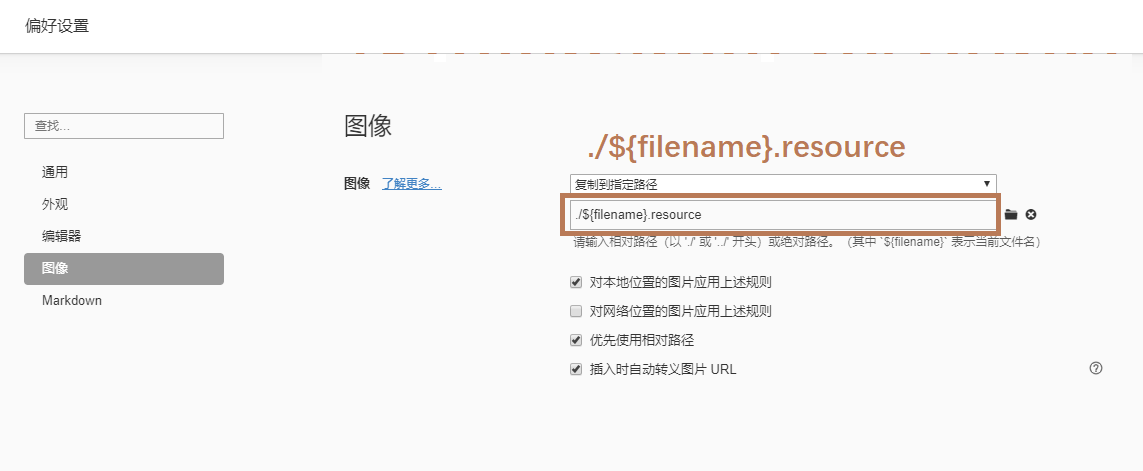 偏好设置
查找...
通用
外观
编辑器
图像
Markdown
图像
./${filename}.resource
图像 了解更多...
复制到指定路径
./${filename}.resource
请输入相对路径（以 './' 或 '../' 开头）或绝对路径。（其中 `${filename}` 表示当前文件名）
对本地位置的图片应用上述规则
对网络位置的图片应用上述规则
优先使用相对路径
插入时自动转义图片 URL